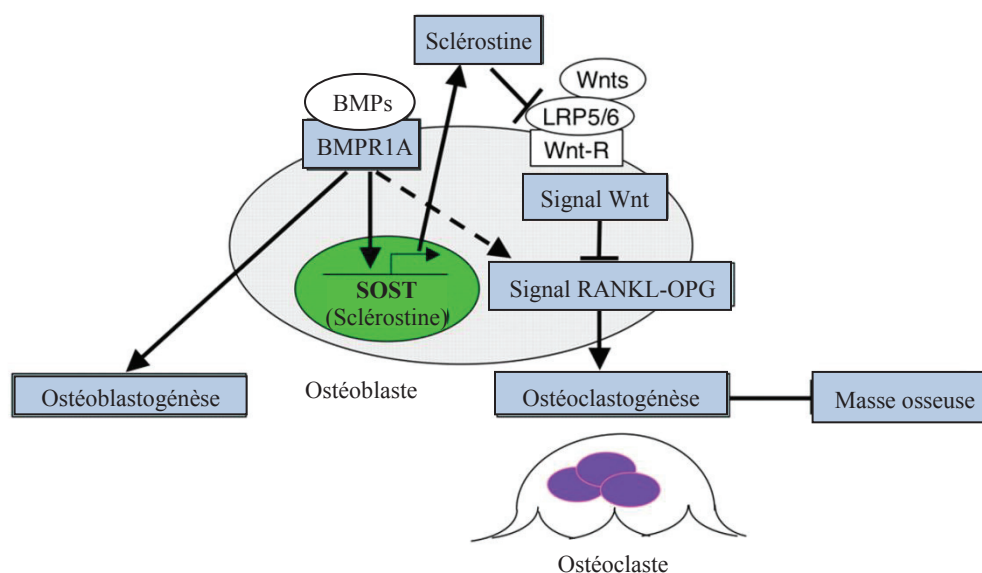 Sclérostine
Wnts
BMPs
LRP5/6
BMPR1A
Wnt-R
Signal Wnt
SOST
(Sclérostine)
Signal RANKL-OPG
Ostéoblaste
Ostéoblastogénèse
Ostéoclastogénèse
Masse osseuse
Ostéoclaste